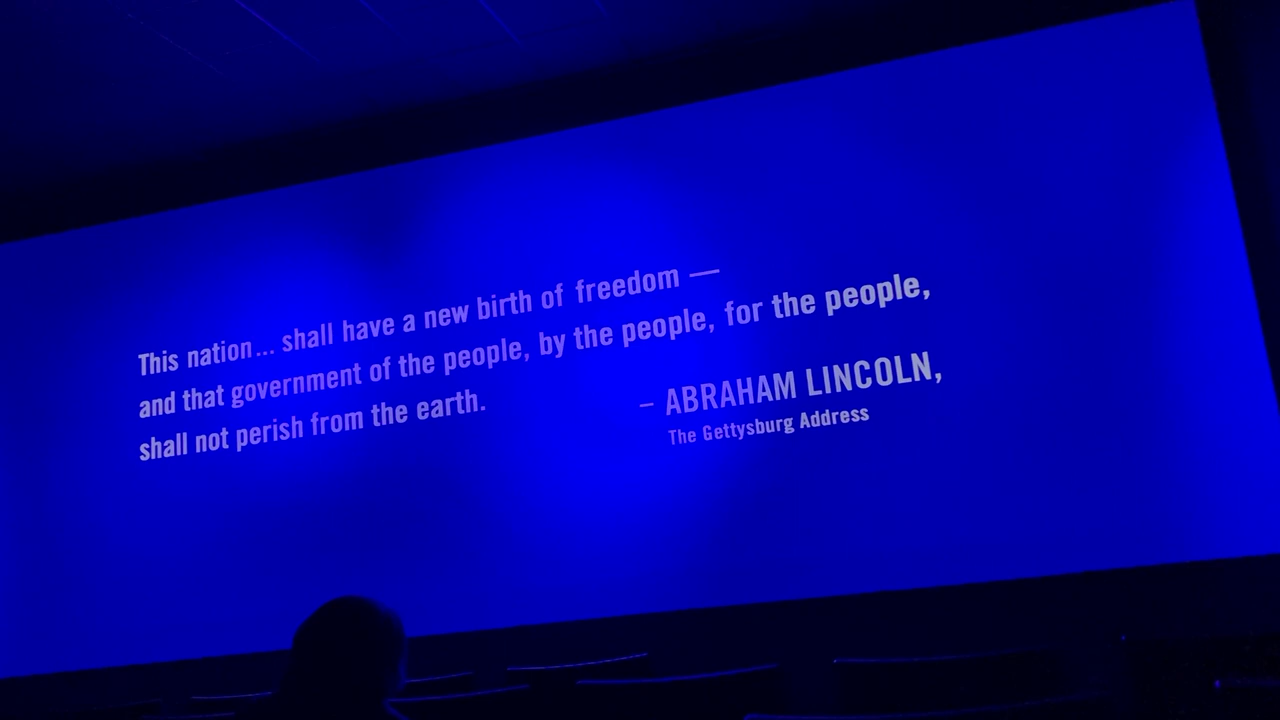 This nation... shall have a new birth of freedom —
and that government of the people, by the people, for the people,
shall not perish from the earth.
– ABRAHAM LINCOLN,
The Gettysburg Address